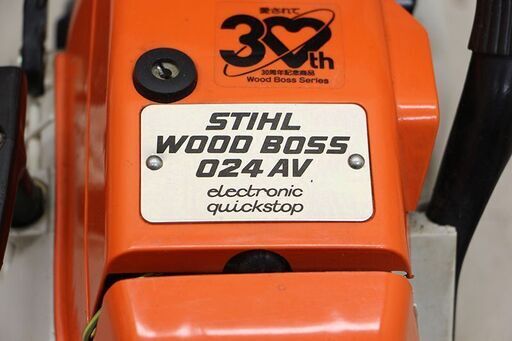 愛されて
30th
30周年記念商品
Wood Boss Series
STIHL
WOOD BOSS
024 AV
electronic
quickstop